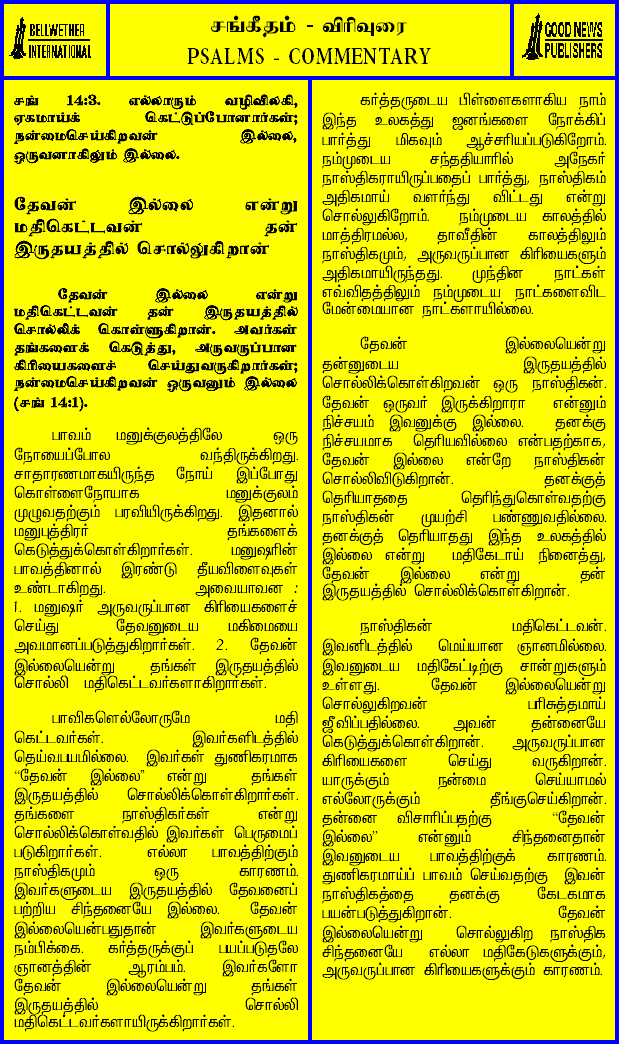 BELLWETHER
INTERNATIONAL
சங்கீதம் - விரிவுரை
PSALMS - COMMENTARY
GOOD NEWS
PUBLISHERS
சங் 14:3. எல்லாரும் வழிவிலகி,
ஏகமாய்க் கெட்டுப்போனார்கள்;
நன்மைசெய்கிறவன் இல்லை,
ஒருவனாகிலும் இல்லை.
தேவன் இல்லை என்று
மதிகெட்டவன் தன்
இருதயத்தில் சொல்லுகிறான்
தேவன் இல்லை என்று
மதிகெட்டவன் தன் இருதயத்தில்
சொல்லிக் கொள்ளுகிறான். அவர்கள்
தங்களைக் கெடுத்து, அருவருப்பான
கிரியைகளைச் செய்துவருகிறார்கள்;
நன்மைசெய்கிறவன் ஒருவனும் இல்லை
(சங் 14:1).
பாவம் மனுக்குலத்திலே ஒரு
நோயைப்போல வந்திருக்கிறது.
சாதாரணமாகயிருந்த நோய் இப்போது
கொள்ளைநோயாக மனுக்குலம்
முழுவதற்கும் பரவியிருக்கிறது. இதனால்
மனுபுத்திரர் தங்களைக்
கெடுத்துக்கொள்கிறார்கள். மனுஷரின்
பாவத்தினால் இரண்டு தீயவிளைவுகள்
உண்டாகிறது. அவையாவன :
1. மனுஷர் அருவருப்பான கிரியைகளைச்
செய்து தேவனுடைய மகிமையை
அவமானப்படுத்துகிறார்கள். 2. தேவன்
இல்லையென்று தங்கள் இருதயத்தில்
சொல்லி மதிகெட்டவர்களாகிறார்கள்.
பாவிகளெல்லோருமே மதி
கெட்டவர்கள். இவர்களிடத்தில்
தெய்வபயமில்லை. இவர்கள் துணிகரமாக
“தேவன் இல்லை” என்று தங்கள்
இருதயத்தில் சொல்லிக்கொள்கிறார்கள்.
தங்களை நாஸ்திகர்கள் என்று
சொல்லிக்கொள்வதில் இவர்கள் பெருமைப்
படுகிறார்கள். எல்லா பாவத்திற்கும்
நாஸ்திகமும் ஒரு காரணம்.
இவர்களுடைய இருதயத்தில் தேவனைப்
பற்றிய சிந்தனையே இல்லை. தேவன்
இல்லையென்பதுதான் இவர்களுடைய
நம்பிக்கை. கர்த்தருக்குப் பயப்படுதலே
ஞானத்தின் ஆரம்பம். இவர்களோ
தேவன் இல்லையென்று தங்கள்
இருதயத்தில் சொல்லி
மதிகெட்டவர்களாயிருக்கிறார்கள்.
கர்த்தருடைய பிள்ளைகளாகிய நாம்
இந்த உலகத்து ஜனங்களை நோக்கிப்
பார்த்து மிகவும் ஆச்சரியப்படுகிறோம்.
நம்முடைய சந்ததியாரில் அநேகர்
நாஸ்திகராயிருப்பதைப் பார்த்து, நாஸ்திகம்
அதிகமாய் வளர்ந்து விட்டது என்று
சொல்லுகிறோம். நம்முடைய காலத்தில்
மாத்திரமல்ல, தாவீதின் காலத்திலும்
நாஸ்திகமும், அருவருப்பான கிரியைகளும்
அதிகமாயிருந்தது. முந்தின நாட்கள்
எவ்விதத்திலும் நம்முடைய நாட்களைவிட
மேன்மையான நாட்களாயில்லை.
தேவன் இல்லையென்று
தன்னுடைய இருதயத்தில்
சொல்லிக்கொள்கிறவன் ஒரு நாஸ்திகன்.
தேவன் ஒருவர் இருக்கிறாரா என்னும்
நிச்சயம் இவனுக்கு இல்லை. தனக்கு
நிச்சயமாக தெரியவில்லை என்பதற்காக,
தேவன் இல்லை என்றே நாஸ்திகன்
சொல்லிவிடுகிறான். தனக்குத்
தெரியாததை தெரிந்துகொள்வதற்கு
நாஸ்திகன் முயற்சி பண்ணுவதில்லை.
தனக்குத் தெரியாதது இந்த உலகத்தில்
இல்லை என்று மதிகேடாய் நினைத்து,
தேவன் இல்லை என்று தன்
இருதயத்தில் சொல்லிக்கொள்கிறான்.
நாஸ்திகன் மதிகெட்டவன்.
இவனிடத்தில் மெய்யான ஞானமில்லை.
இவனுடைய மதிகேட்டிற்கு சான்றுகளும்
உள்ளது. தேவன் இல்லையென்று
சொல்லுகிறவன் பரிசுத்தமாய்
ஜீவிப்பதில்லை. அவன் தன்னையே
கெடுத்துக்கொள்கிறான். அருவருப்பான
கிரியைகளை செய்து வருகிறான்.
யாருக்கும் நன்மை செய்யாமல்
எல்லோருக்கும் தீங்குசெய்கிறான்.
தன்னை விசாரிப்பதற்கு “தேவன்
இல்லை” என்னும் சிந்தனைதான்
இவனுடைய பாவத்திற்குக் காரணம்.
துணிகரமாய்ப் பாவம் செய்வதற்கு இவன்
நாஸ்திகத்தை தனக்கு கேடகமாக
பயன்படுத்துகிறான். தேவன்
இல்லையென்று சொல்லுகிற நாஸ்திக
சிந்தனையே எல்லா மதிகேடுகளுக்கும்,
அருவருப்பான கிரியைகளுக்கும் காரணம்.